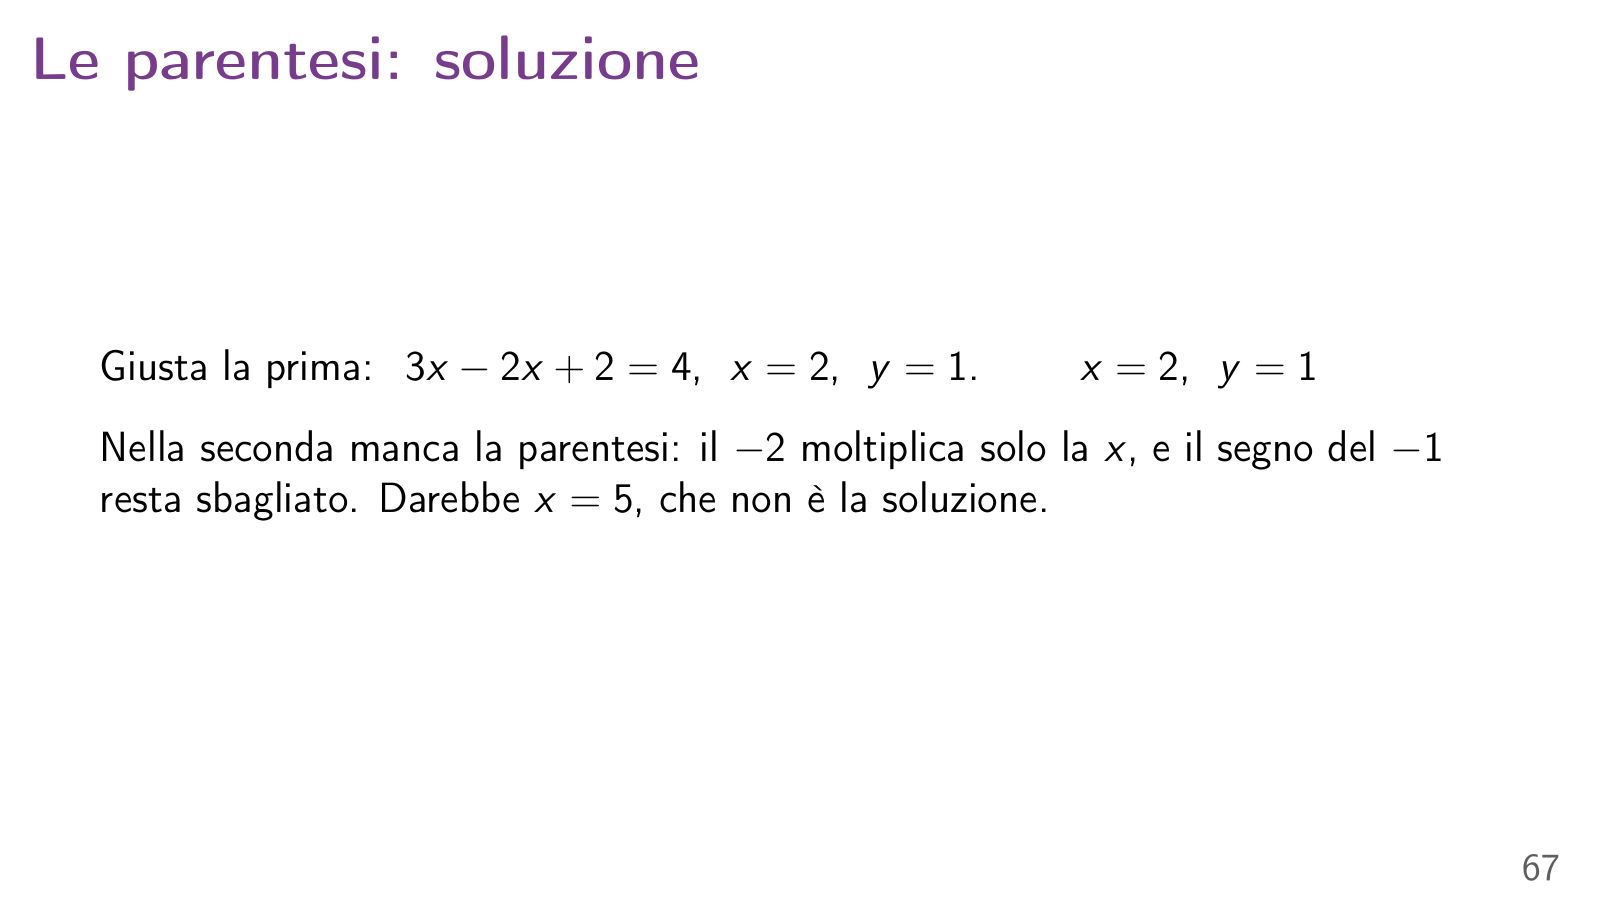 Le parentesi: soluzione
Giusta la prima: 3x − 2x + 2 = 4, x = 2, y = 1. x = 2, y = 1
Nella seconda manca la parentesi: il −2 moltiplica solo la x, e il segno del −1
resta sbagliato. Darebbe x = 5, che non è la soluzione.
67